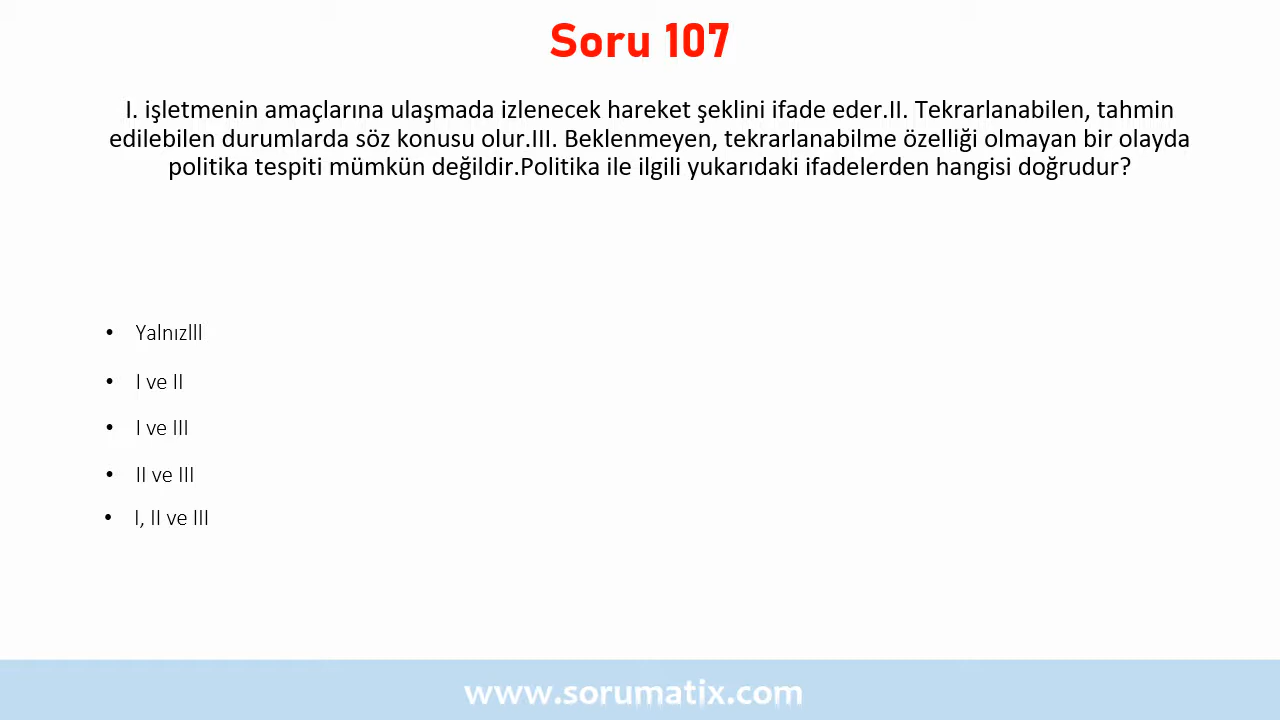 Soru 107
I. işletmenin amaçlarına ulaşmada izlenecek hareket şeklini ifade eder.II. Tekrarlanabilen, tahmin
edilebilen durumlarda söz konusu olur.III. Beklenmeyen, tekrarlanabilme özelliği olmayan bir olayda
politika tespiti mümkün değildir.Politika ile ilgili yukarıdaki ifadelerden hangisi doğrudur?
• Yalnızlll
• I ve II
• I ve III
• II ve III
• I, II ve III
www.sorumatix.com